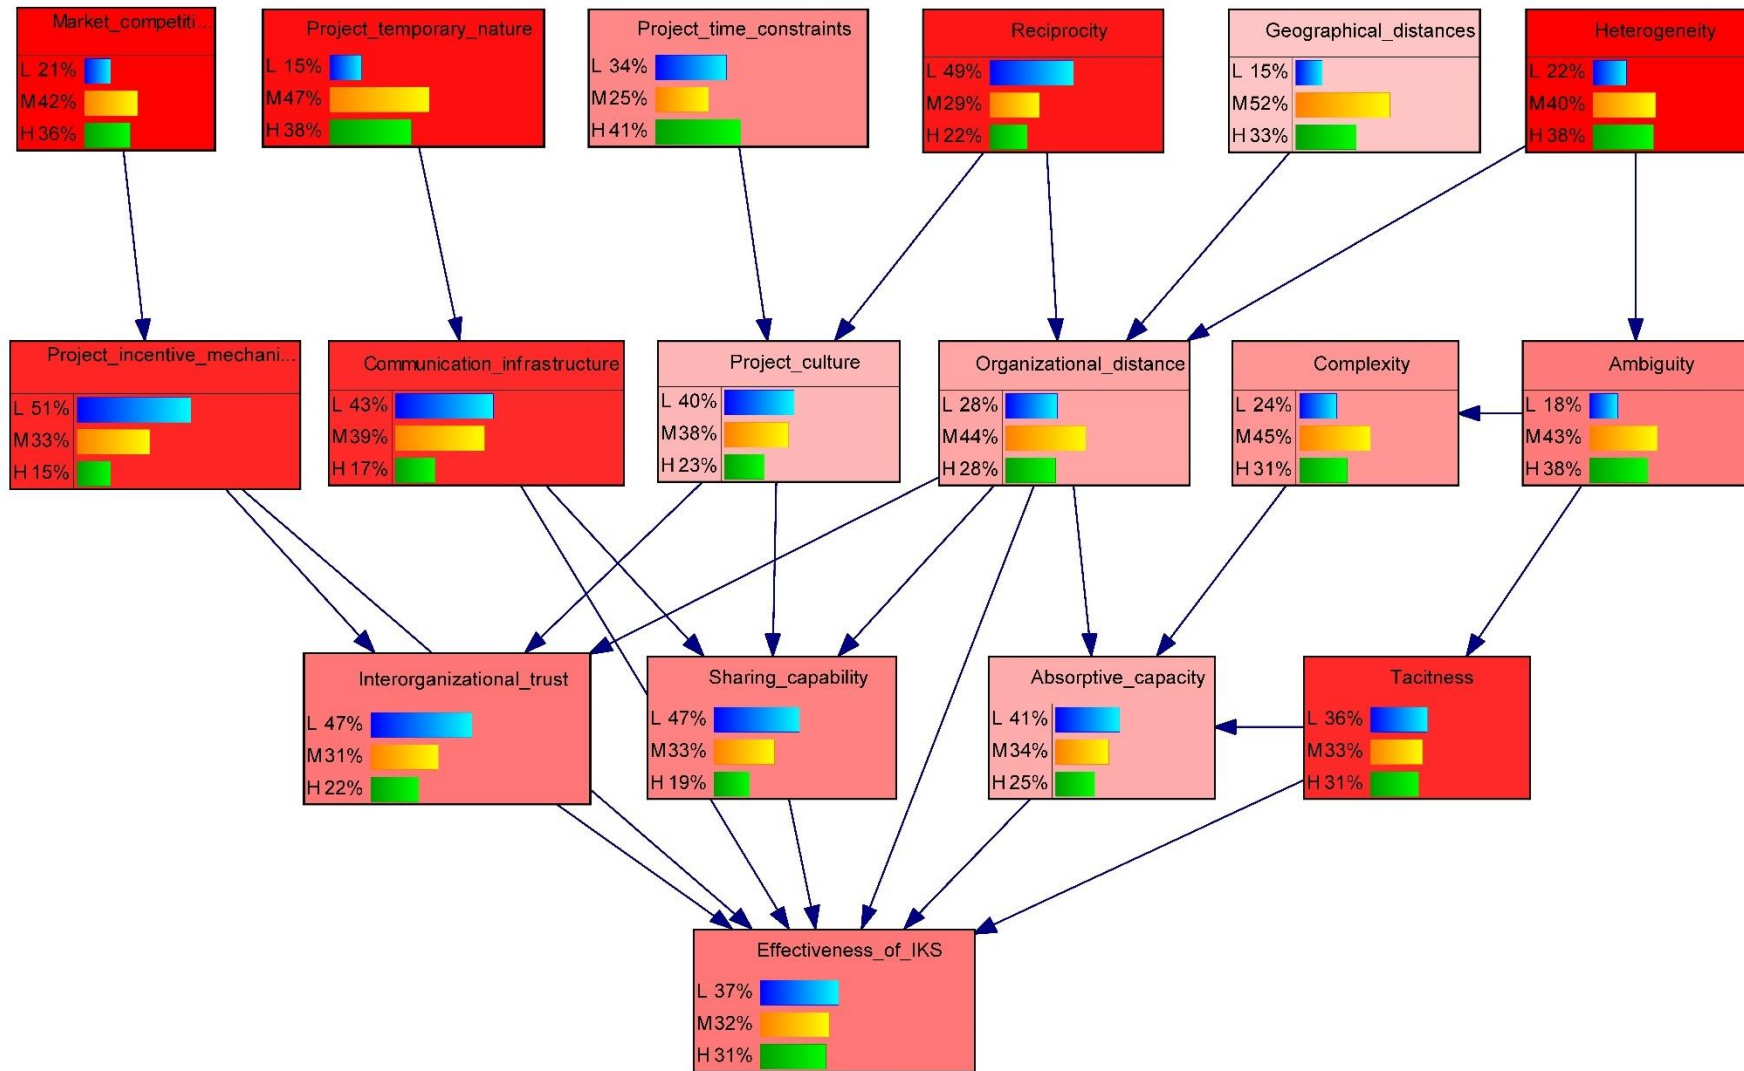 Market_competiti...
L 21%
M 42%
H 36%
Project_temporary_nature
L 15%
M 47%
H 38%
Project_time_constraints
L 34%
M 25%
H 41%
Reciprocity
L 49%
M 29%
H 22%
Geographical_distances
L 15%
M 52%
H 33%
Heterogeneity
L 22%
M 40%
H 38%
Project_incentive_mechani...
L 51%
M 33%
H 15%
Communication_infrastructure
L 43%
M 39%
H 17%
Project_culture
L 40%
M 38%
H 23%
Organizational_distance
L 28%
M 44%
H 28%
Complexity
L 24%
M 45%
H 31%
Ambiguity
L 18%
M 43%
H 38%
Interorganizational_trust
L 47%
M 31%
H 22%
Sharing_capability
L 47%
M 33%
H 19%
Absorptive_capacity
L 41%
M 34%
H 25%
Tacitness
L 36%
M 33%
H 31%
Effectiveness_of_IKS
L 37%
M 32%
H 31%